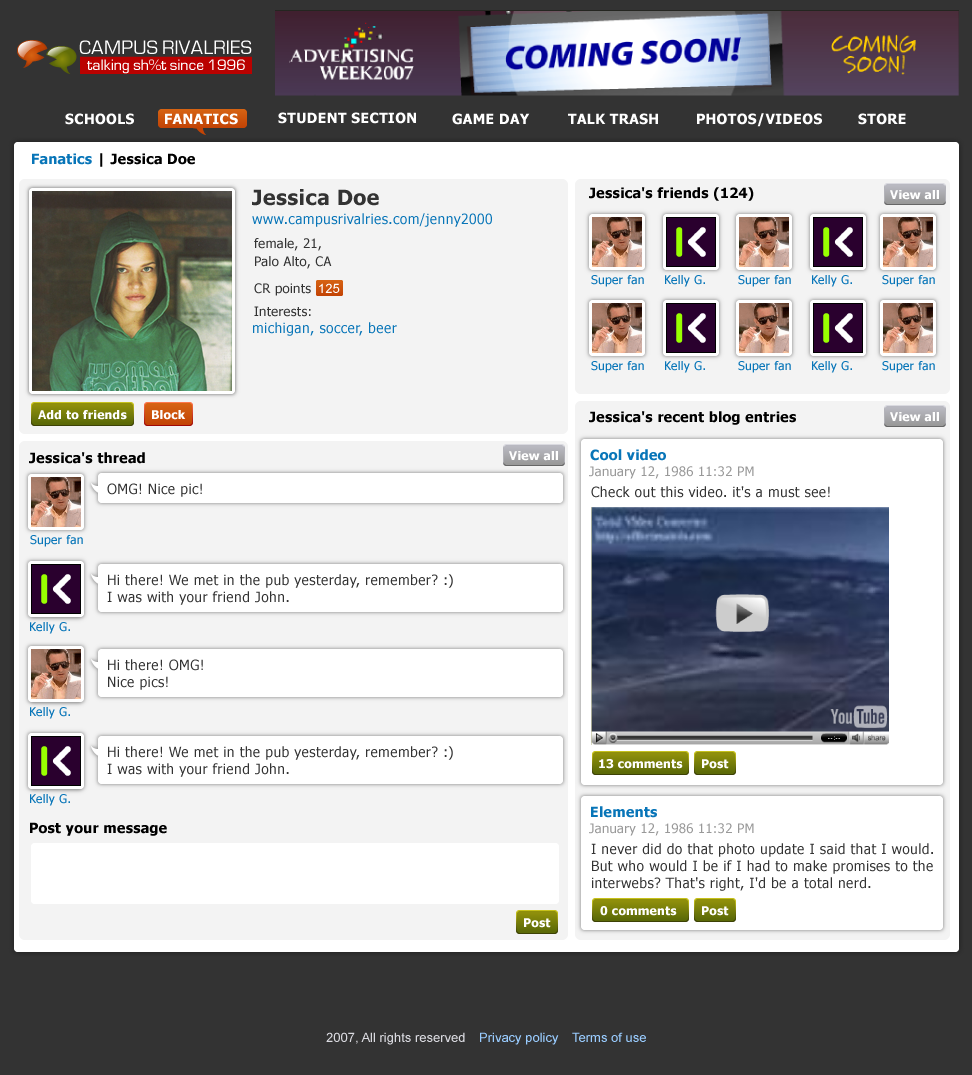 CAMPUS RIVALRIES
talking sh%t since 1996
ADVERTISING
WEEK2007
COMING SOON!
COMING
SOON!
SCHOOLS
FANATICS
STUDENT SECTION
GAME DAY
TALK TRASH
PHOTOS/VIDEOS
STORE
Fanatics | Jessica Doe
Jessica Doe
www.campusrivalries.com/jenny2000
female, 21,
Palo Alto, CA
CR points 125
Interests:
michigan, soccer, beer
woman
football
Add to friends
Block
Jessica's thread
View all
OMG! Nice pic!
Super fan
Hi there! We met in the pub yesterday, remember? :)
I was with your friend John.
Kelly G.
Hi there! OMG!
Nice pics!
Kelly G.
Hi there! We met in the pub yesterday, remember? :)
I was with your friend John.
Kelly G.
Post your message
Post
Jessica's friends (124)
View all
Super fan
Kelly G.
Super fan
Kelly G.
Super fan
Super fan
Kelly G.
Super fan
Kelly G.
Super fan
Jessica's recent blog entries
View all
Cool video
January 12, 1986 11:32 PM
Check out this video. it's a must see!
Total Video Converter
YouTube
share
13 comments
Post
Elements
January 12, 1986 11:32 PM
I never did do that photo update I said that I would.
But who would I be if I had to make promises to the
interwebs? That's right, I'd be a total nerd.
0 comments
Post
2007, All rights reserved
Privacy policy
Terms of use